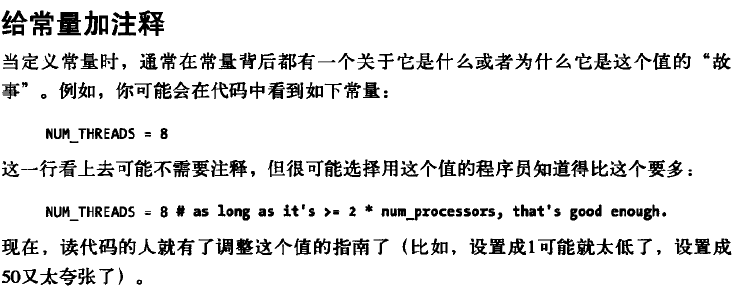 给常量加注释
当定义常量时，通常在常量背后都有一个关于它是什么或者为什么它是这个值的“故
事”。例如，你可能会在代码中看到如下常量：
NUM_THREADS = 8
这一行看上去可能不需要注释，但很可能选择用这个值的程序员知道得比这个要多：
NUM_THREADS = 8 # as long as it's >= 2 * num_processors, that's good enough.
现在，读代码的人就有了调整这个值的指南了（比如，设置成1可能就太低了，设置成
50又太夸张了）。